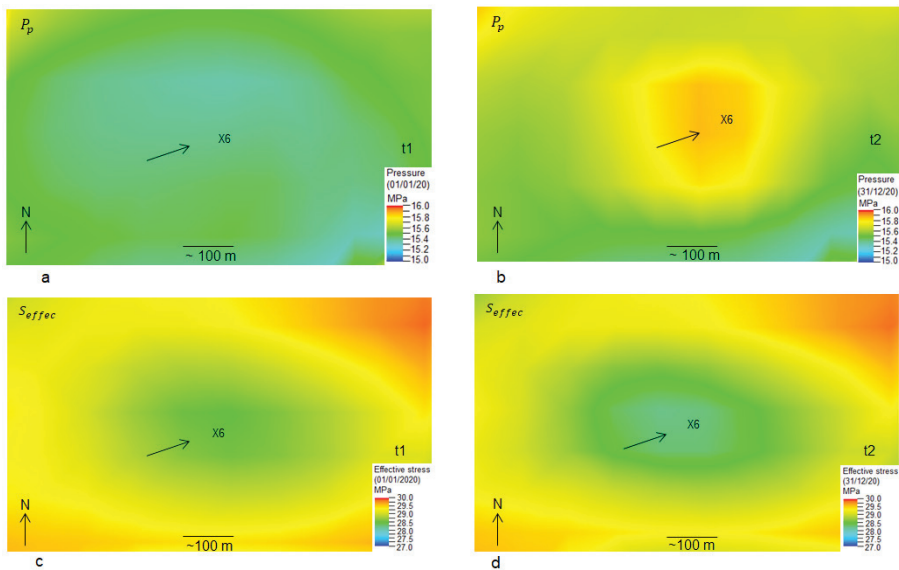 P_p
X6
t1
Pressure
(01/01/20)
MPa
16.0
15.8
15.6
15.4
15.2
15.0
N
~ 100 m
a
P_p
X6
t2
Pressure
(31/12/20)
MPa
16.0
15.8
15.6
15.4
15.2
15.0
N
~ 100 m
b
S_effec
X6
t1
Effective stress
(01/01/2020)
MPa
30.0
29.5
29.0
28.5
28.0
27.5
27.0
N
~100 m
c
S_effec
X6
t2
Effective stress
(31/12/20)
MPa
30.0
29.5
29.0
28.5
28.0
27.5
27.0
N
~100 m
d